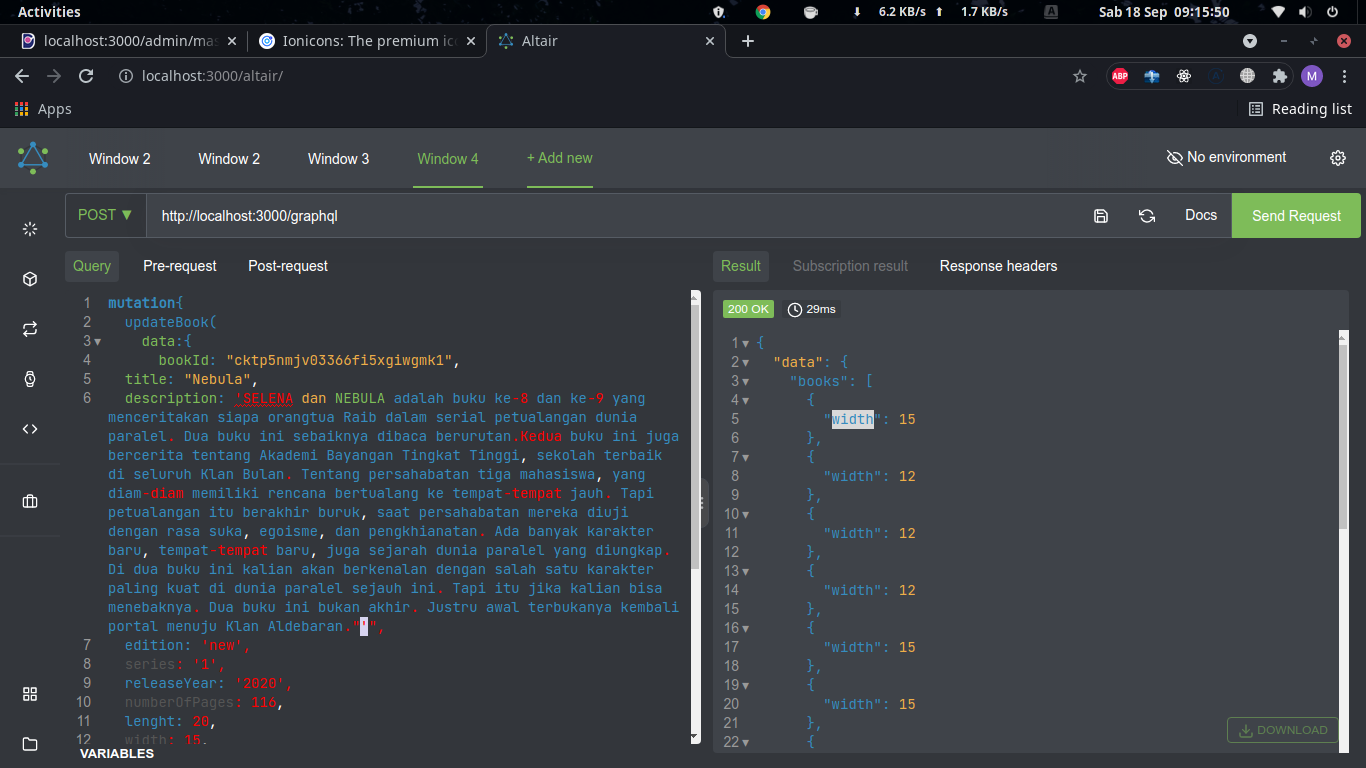 Activities
6.2 KB/s
1.7 KB/s
A
Sab 18 Sep 09:15:50
localhost:3000/admin/mas
Ionicons: The premium ico
Altair
localhost:3000/altair/
ABP
M
Apps
Reading list
Window 2
Window 2
Window 3
Window 4
+ Add new
No environment
POST ▼
http://localhost:3000/graphql
Docs
Send Request
Query
Pre-request
Post-request
Result
Subscription result
Response headers
1 mutation{
2 updateBook(
3 data:{
4 bookId: "cktp5nmjv03366fi5xgiwgmk1",
5 title: "Nebula",
6 description: 'SELENA dan NEBULA adalah buku ke-8 dan ke-9 yang
menceritakan siapa orangtua Raib dalam serial petualangan dunia
paralel. Dua buku ini sebaiknya dibaca berurutan.Kedua buku ini juga
bercerita tentang Akademi Bayangan Tingkat Tinggi, sekolah terbaik
di seluruh Klan Bulan. Tentang persahabatan tiga mahasiswa, yang
diam-diam memiliki rencana bertualang ke tempat-tempat jauh. Tapi
petualangan itu berakhir buruk, saat persahabatan mereka diuji
dengan rasa suka, egoisme, dan pengkhianatan. Ada banyak karakter
baru, tempat-tempat baru, juga sejarah dunia paralel yang diungkap.
Di dua buku ini kalian akan berkenalan dengan salah satu karakter
paling kuat di dunia paralel sejauh ini. Tapi itu jika kalian bisa
menebaknya. Dua buku ini bukan akhir. Justru awal terbukanya kembali
portal menuju Klan Aldebaran."'",
7 edition: 'new',
8 series: '1',
9 releaseYear: '2020',
10 numberOfPages: 116,
11 lenght: 20,
12 width: 15,
VARIABLES
200 OK
29ms
1 {
2 "data": {
3 "books": [
4 {
5 "width": 15
6 },
7 {
8 "width": 12
9 },
10 {
11 "width": 12
12 },
13 {
14 "width": 12
15 },
16 {
17 "width": 15
18 },
19 {
20 "width": 15
21 },
22 {
DOWNLOAD